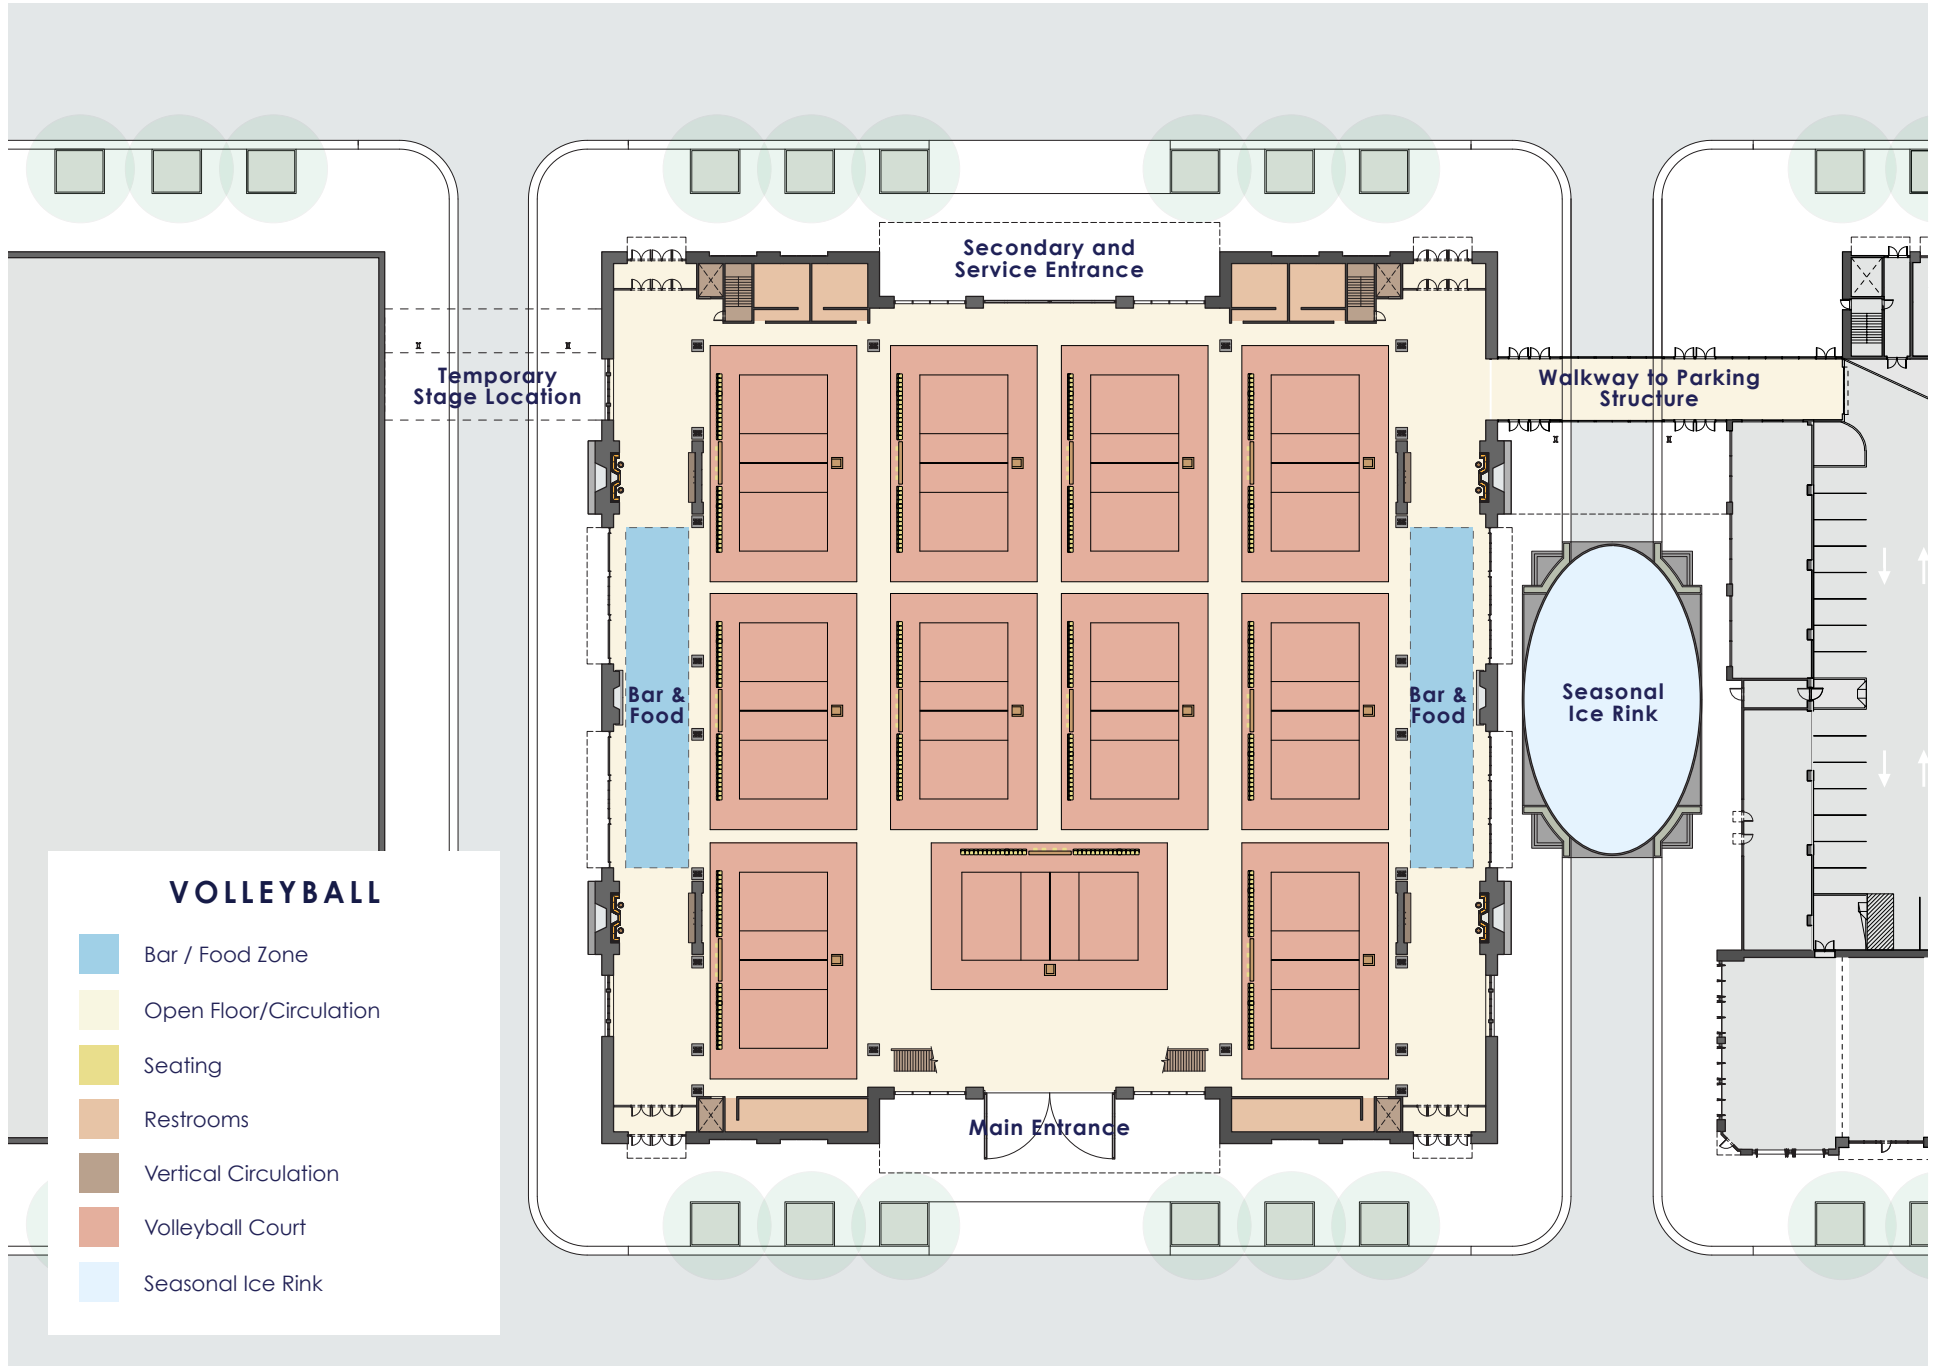 Secondary and
Service Entrance
Temporary
Stage Location
Walkway to Parking
Structure
Bar &
Food
Bar &
Food
Seasonal
Ice Rink
Main Entrance
VOLLEYBALL
Bar / Food Zone
Open Floor/Circulation
Seating
Restrooms
Vertical Circulation
Volleyball Court
Seasonal Ice Rink